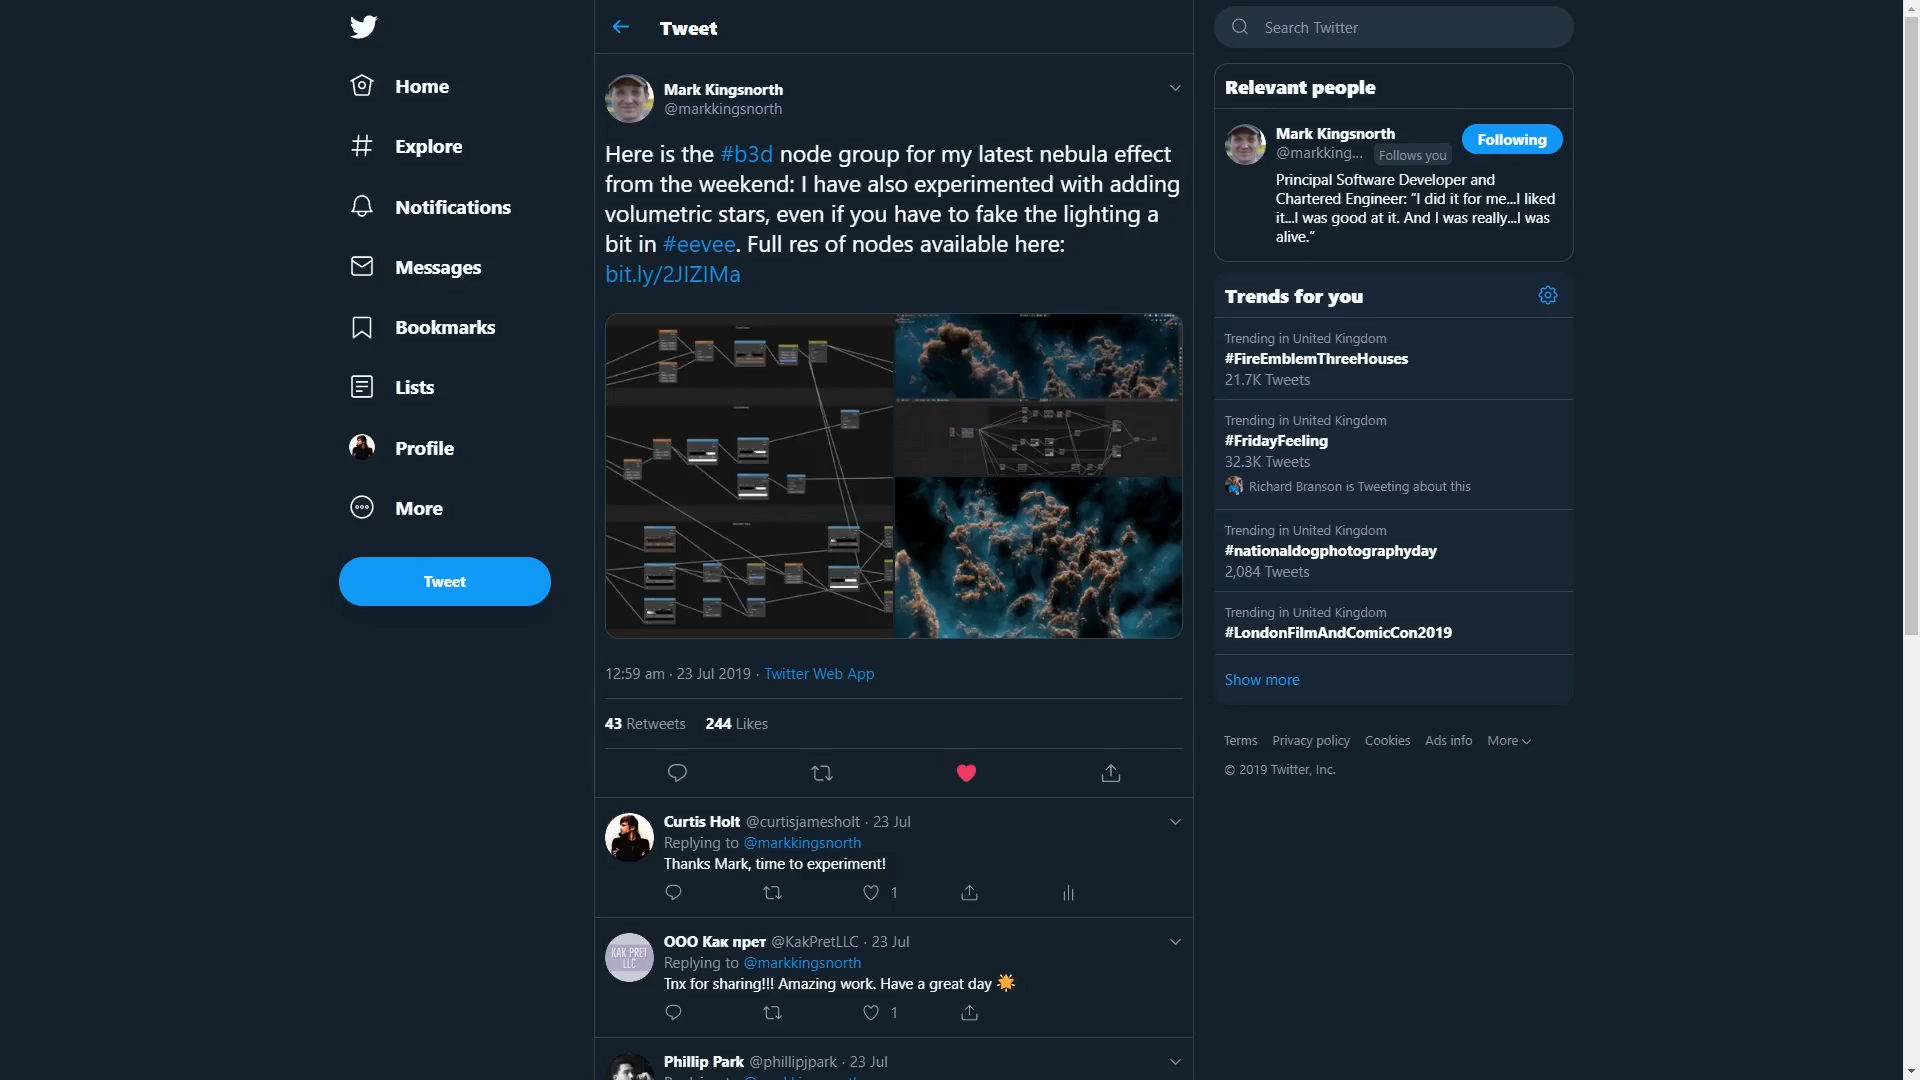 Tweet
Search Twitter
Home
Explore
Notifications
Messages
Bookmarks
Lists
Profile
More
Tweet
Mark Kingsnorth
@markkingsnorth
Here is the #b3d node group for my latest nebula effect
from the weekend: I have also experimented with adding
volumetric stars, even if you have to fake the lighting a
bit in #eevee. Full res of nodes available here:
bit.ly/2JIZIMa
12:59 am · 23 Jul 2019 · Twitter Web App
43 Retweets 244 Likes
Curtis Holt @curtisjamesholt · 23 Jul
Replying to @markkingsnorth
Thanks Mark, time to experiment!
1
ООО Как прет @KakPretLLC · 23 Jul
KAK PRET
LLC
Replying to @markkingsnorth
Tnx for sharing!!! Amazing work. Have a great day
1
Phillip Park @phillipjpark · 23 Jul
Relevant people
Mark Kingsnorth
@markking... Follows you
Following
Principal Software Developer and
Chartered Engineer: “I did it for me...I liked
it...I was good at it. And I was really...I was
alive.”
Trends for you
Trending in United Kingdom
#FireEmblemThreeHouses
21.7K Tweets
Trending in United Kingdom
#FridayFeeling
32.3K Tweets
Richard Branson is Tweeting about this
Trending in United Kingdom
#nationaldogphotographyday
2,084 Tweets
Trending in United Kingdom
#LondonFilmAndComicCon2019
Show more
Terms Privacy policy Cookies Ads info More
© 2019 Twitter, Inc.